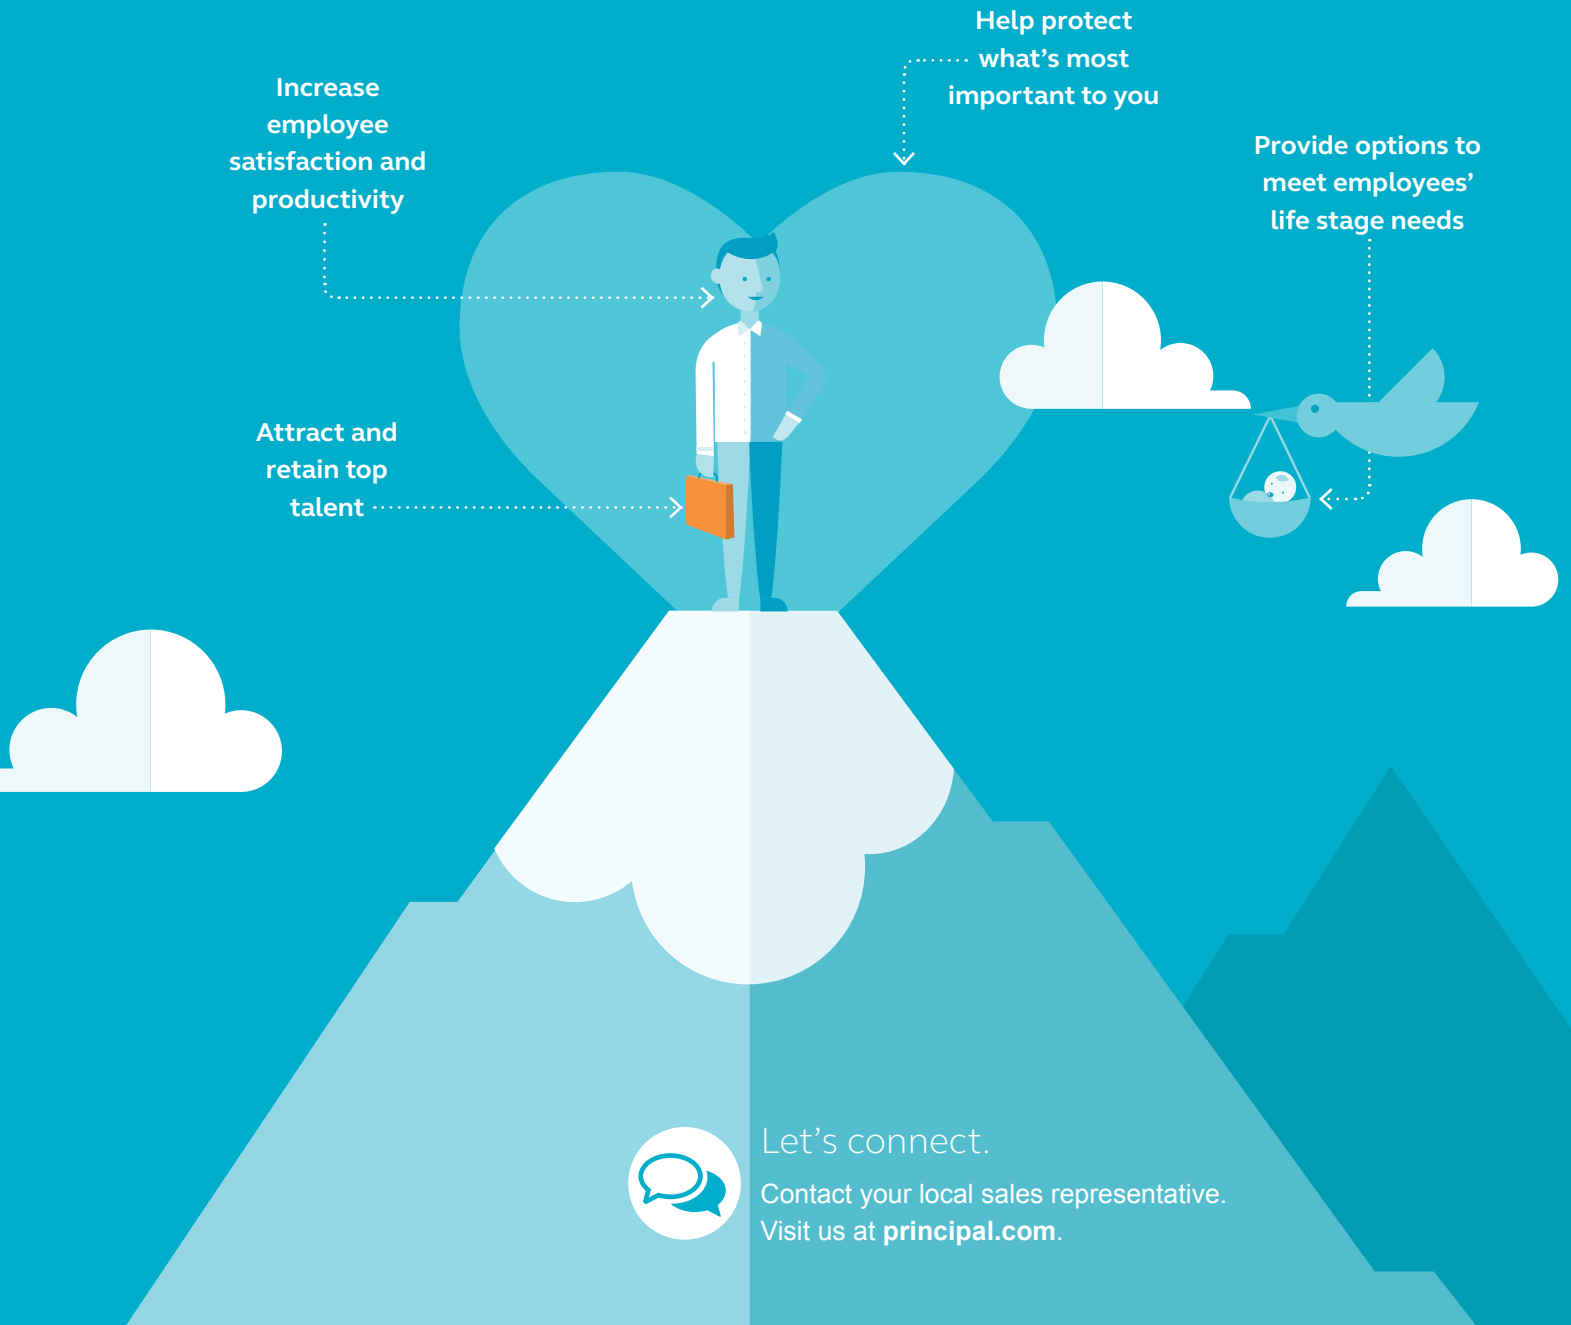 Help protect
what's most
important to you
Increase
employee
satisfaction and
productivity
Provide options to
meet employees'
life stage needs
Attract and
retain top
talent
Let's connect.
Contact your local sales representative.
Visit us at principal.com.